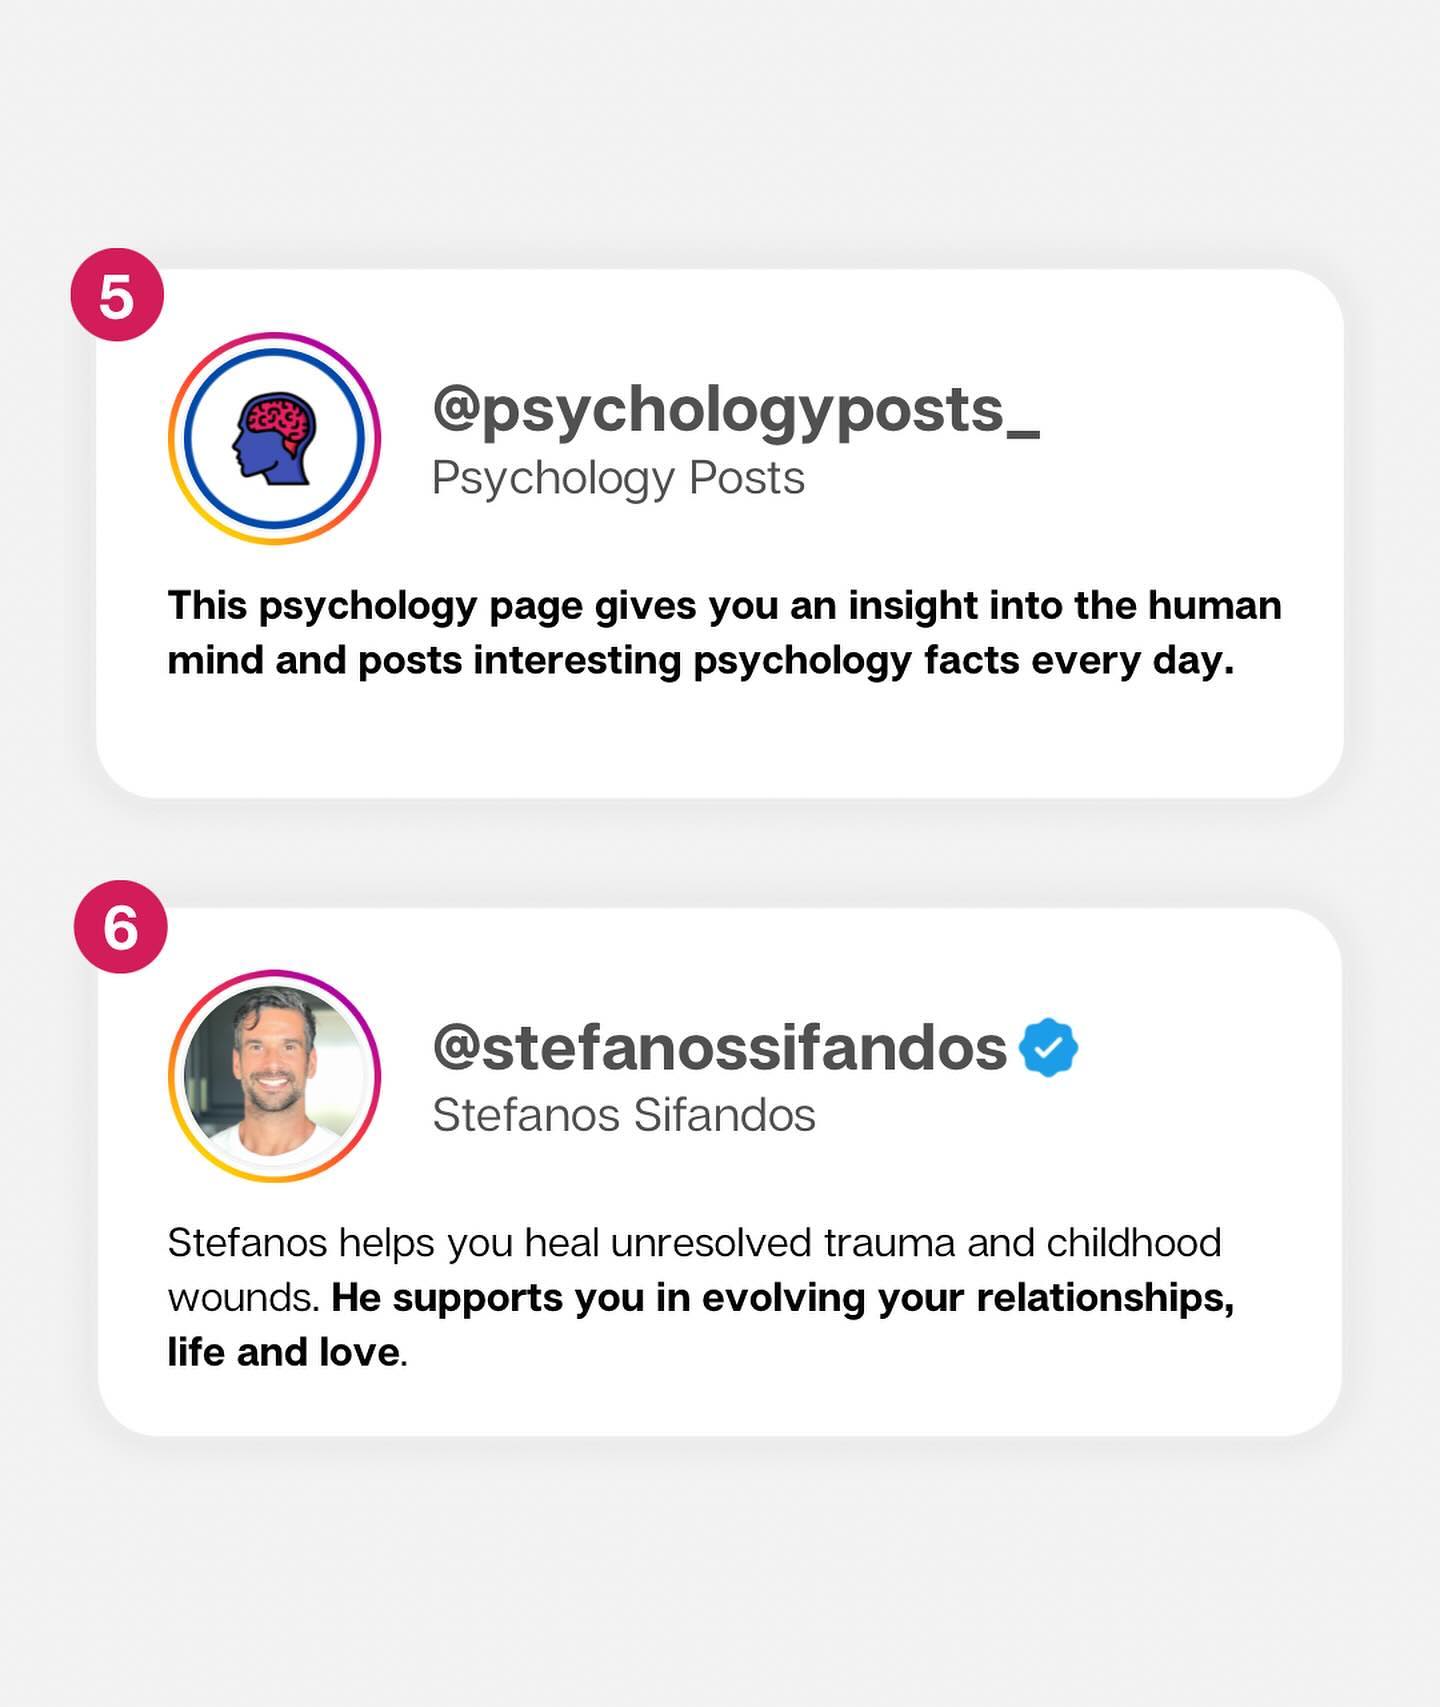 5
@psychologyposts_
Psychology Posts
This psychology page gives you an insight into the human
mind and posts interesting psychology facts every day.
6
@stefanossifandos
Stefanos Sifandos
Stefanos helps you heal unresolved trauma and childhood
wounds. He supports you in evolving your relationships,
life and love.